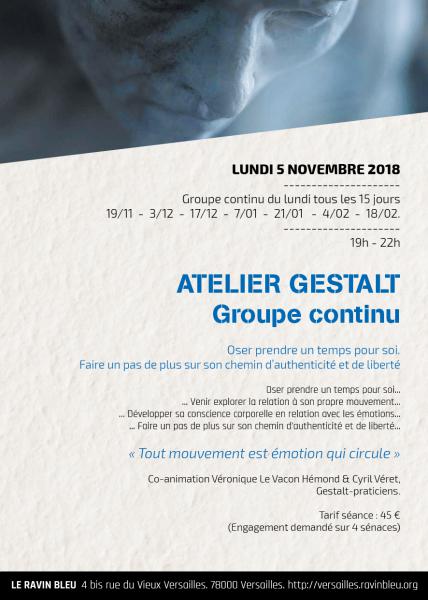 LUNDI 5 NOVEMBRE 2018
---------------------
Groupe continu du lundi tous les 15 jours
19/11 - 3/12 - 17/12 - 7/01 - 21/01 - 4/02 - 18/02.
---------------------
19h - 22h
ATELIER GESTALT
Groupe continu
Oser prendre un temps pour soi.
Faire un pas de plus sur son chemin d'authenticité et de liberté
Oser prendre un temps pour soi...
... Venir explorer la relation à son propre mouvement...
... Développer sa conscience corporelle en relation avec les émotions...
... Faire un pas de plus sur son chemin d'authenticité et de liberté...
« Tout mouvement est émotion qui circule »
Co-animation Véronique Le Vacon Hémond & Cyril Véret,
Gestalt-praticiens.
Tarif séance : 45 €
(Engagement demandé sur 4 sénaces)
LE RAVIN BLEU 4 bis rue du Vieux Versailles. 78000 Versailles. http://versailles.ravinbleu.org